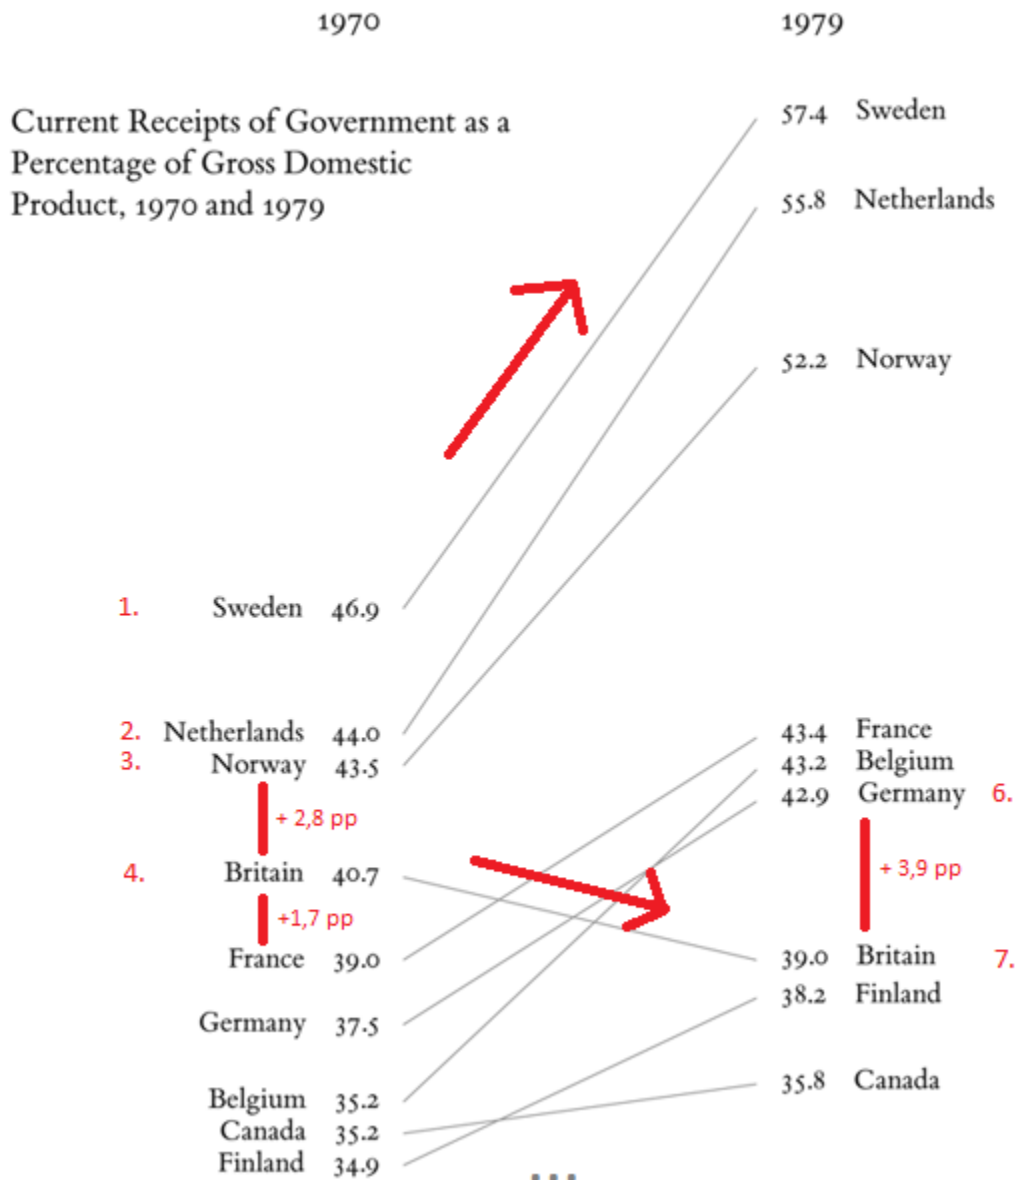 1970 1979
Current Receipts of Government as a
Percentage of Gross Domestic
Product, 1970 and 1979
57.4 Sweden
55.8 Netherlands
52.2 Norway
1. Sweden 46.9
2. Netherlands 44.0
43.4 France
3. Norway 43.5
43.2 Belgium
42.9 Germany 6.
+ 2,8 pp
+ 3,9 pp
4. Britain 40.7
+1,7 pp
France 39.0
39.0 Britain 7.
38.2 Finland
Germany 37.5
35.8 Canada
Belgium 35.2
Canada 35.2
Finland 34.9
...